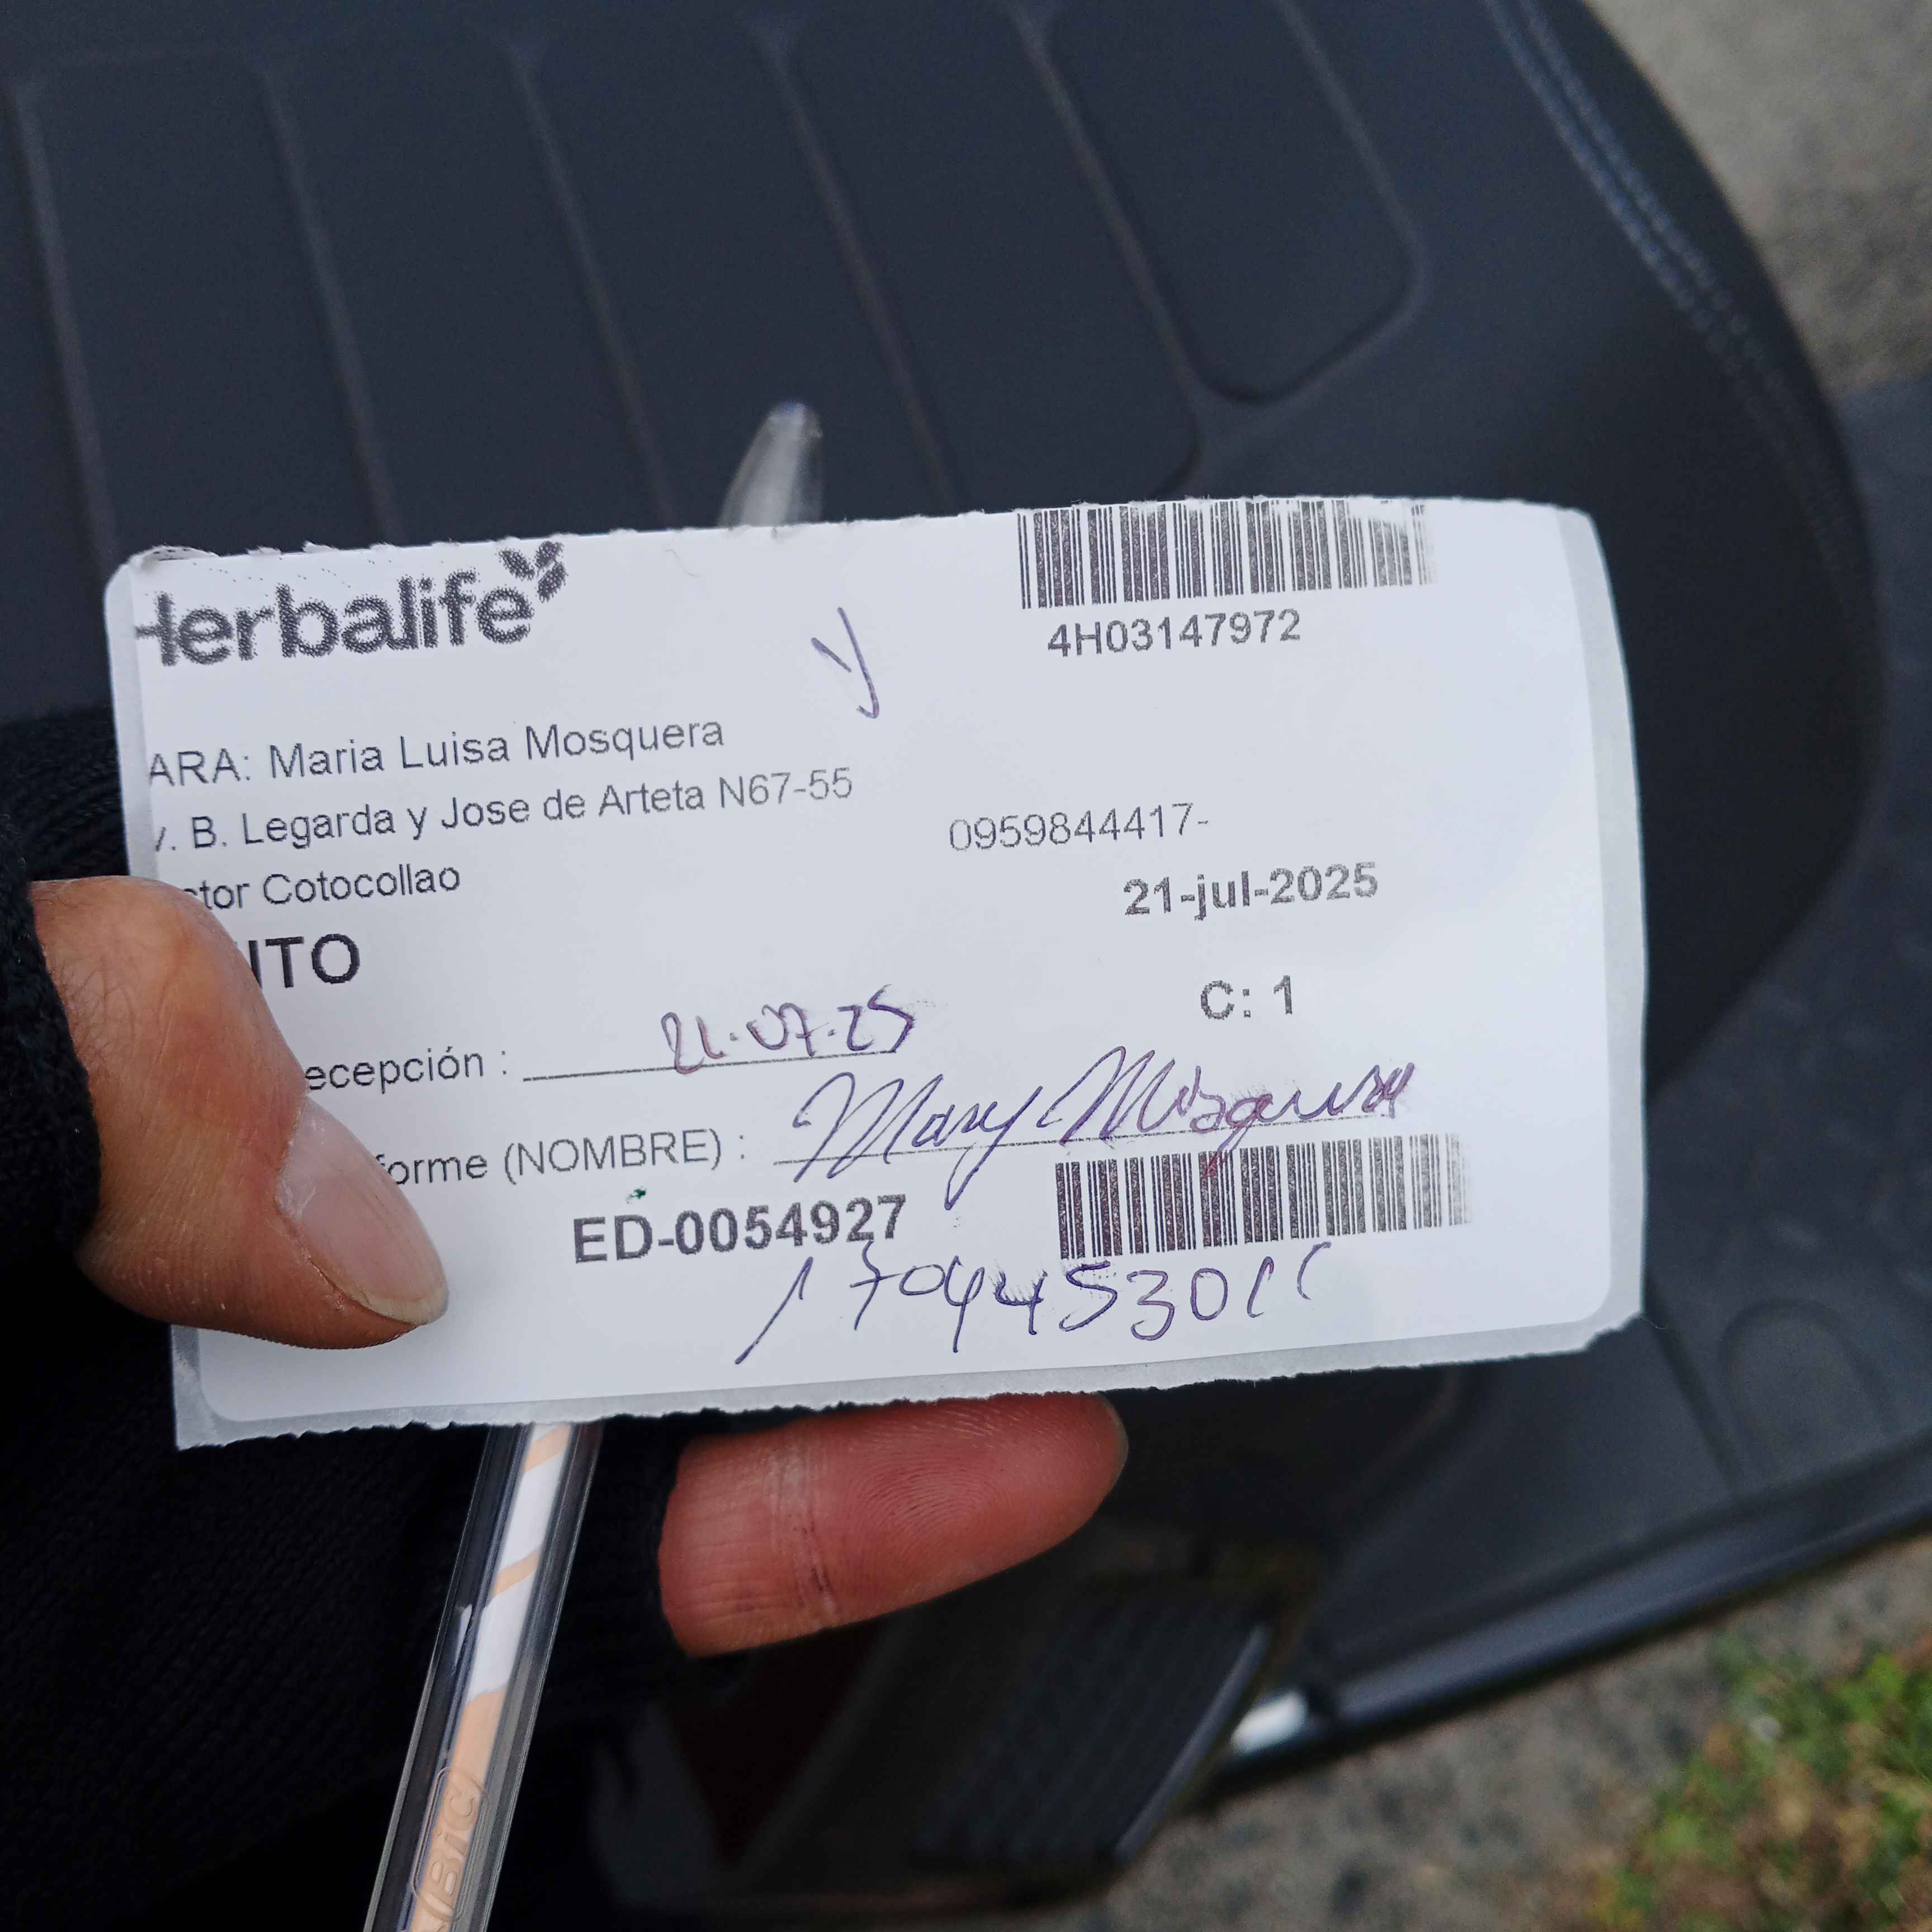 Herbalife
4H03147972
y
ARA: Maria Luisa Mosquera
v. B. Legarda y Jose de Arteta N67-55
0959844417-
ctor Cotocollao
21-jul-2025
ITO
C: 1
ecepción : 21.07.25
forme (NOMBRE) : Mary Mosquera
ED-0054927
BIC